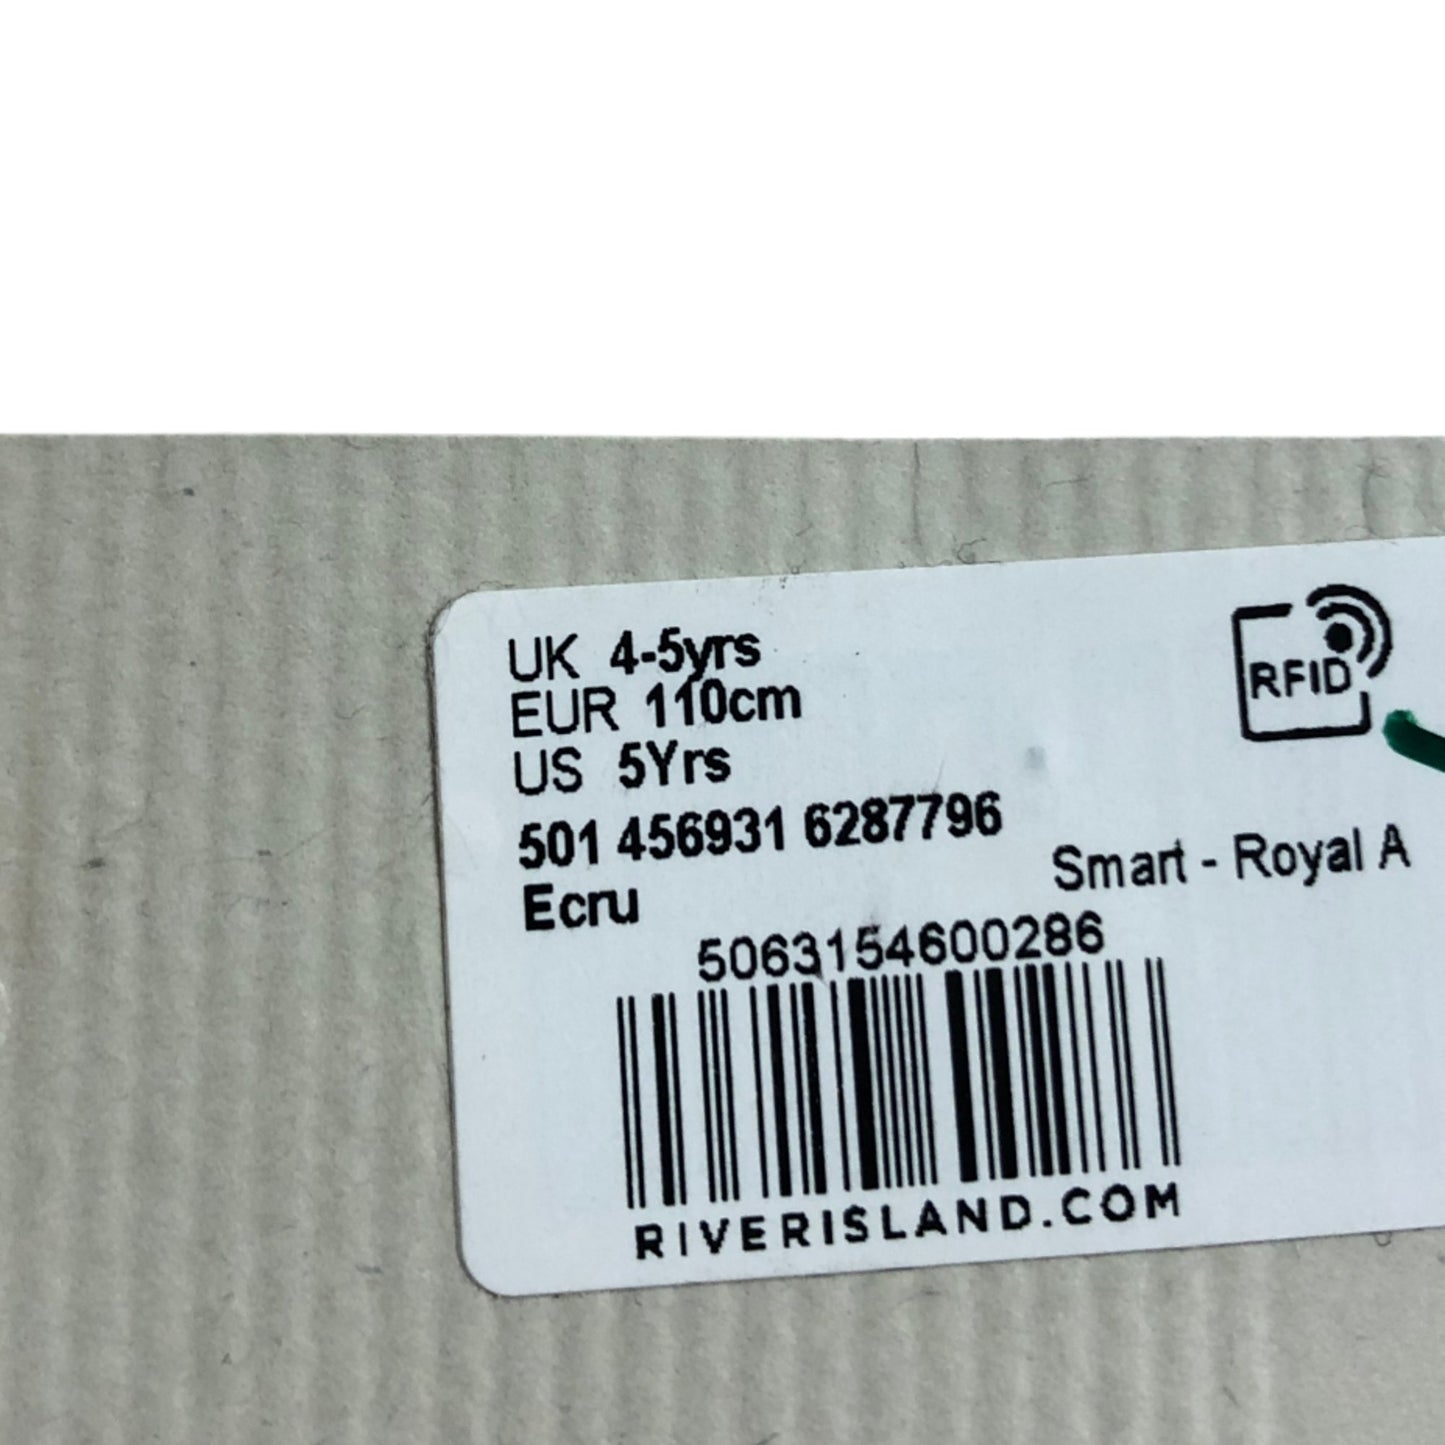 UK 4-5yrs
EUR 110cm
US 5Yrs
RFID
501 456931 6287796
Ecru
Smart - Royal A
5063154600286
RIVERISLAND.COM